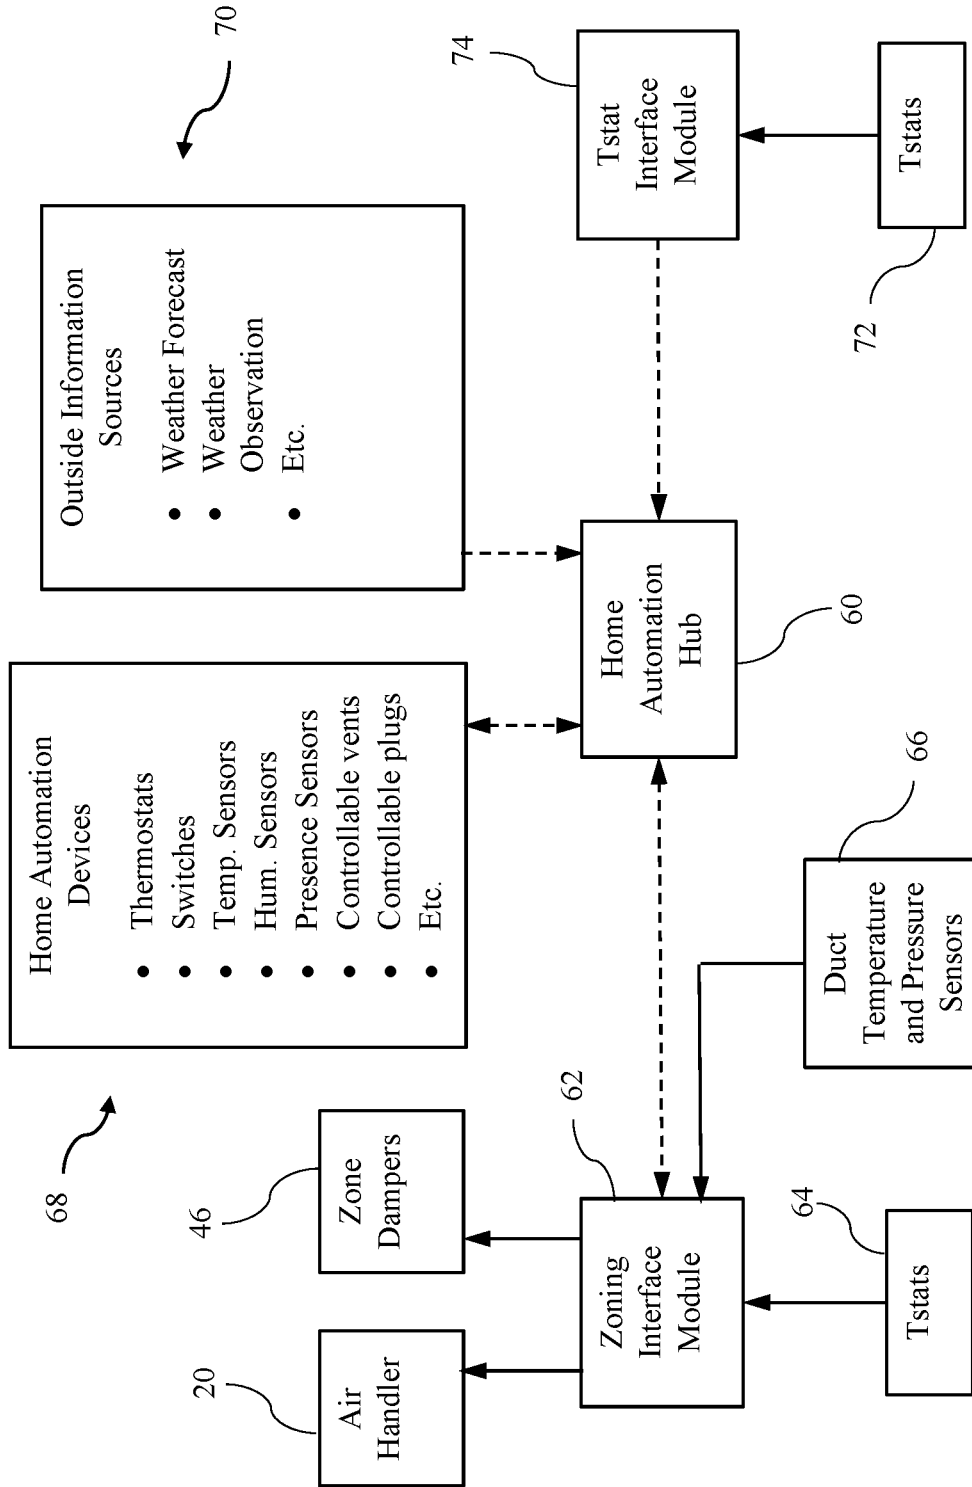 68
Home Automation
Devices
• Thermostats
• Switches
• Temp. Sensors
• Hum. Sensors
• Presence Sensors
• Controllable vents
• Controllable plugs
• Etc.
Outside Information
Sources
• Weather Forecast
• Weather
Observation
• Etc.
70
20
Air
Handler
46
Zone
Dampers
Zoning
Interface
Module
62
Home
Automation
Hub
60
Tstat
Interface
Module
74
64
Tstats
Duct
Temperature
and Pressure
Sensors
66
72
Tstats